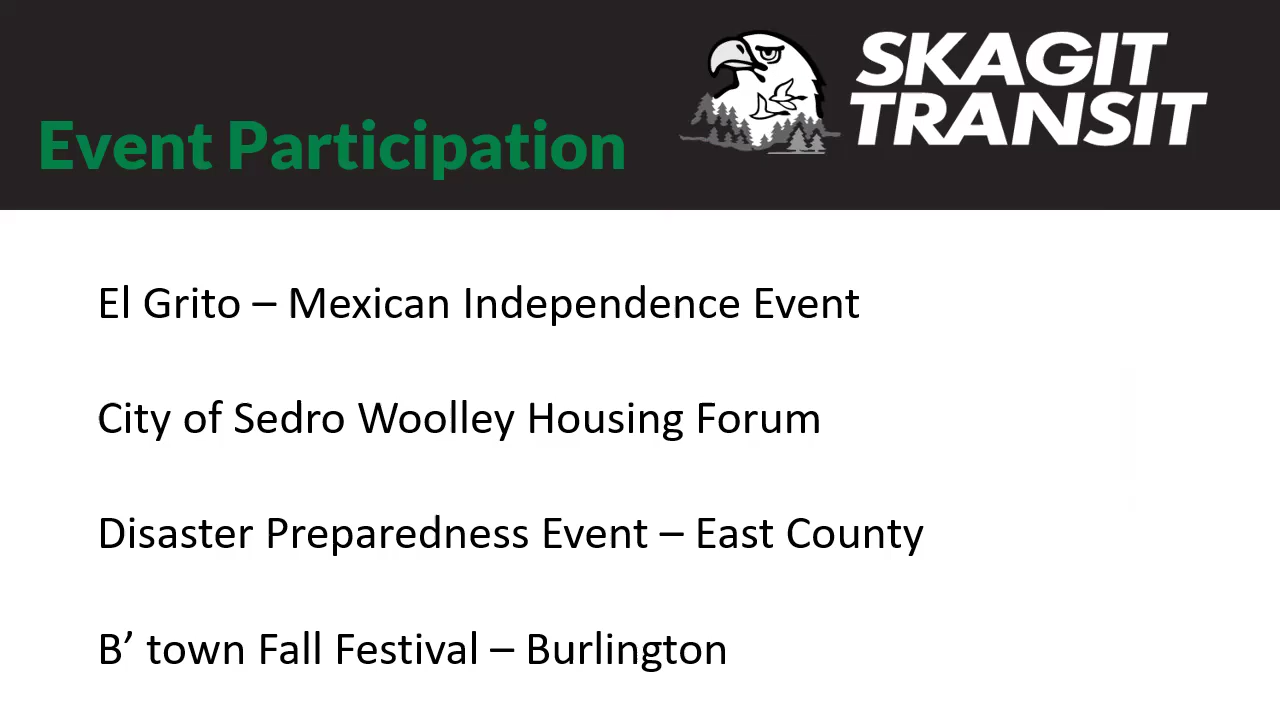 SKAGIT
TRANSIT
Event Participation
El Grito – Mexican Independence Event
City of Sedro Woolley Housing Forum
Disaster Preparedness Event – East County
B’ town Fall Festival – Burlington